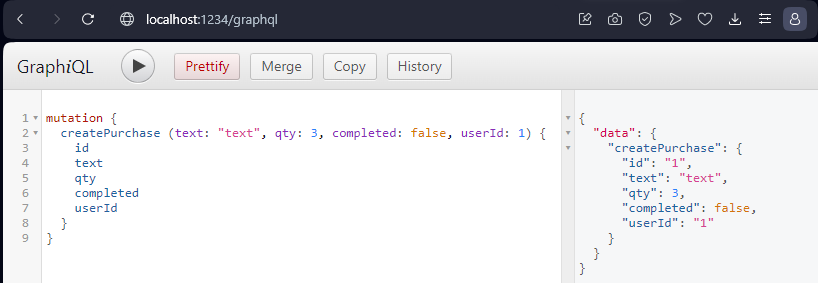 localhost:1234/graphql
GraphiQL Prettify Merge Copy History
1 mutation {
2 createPurchase (text: "text", qty: 3, completed: false, userId: 1) {
3 id
4 text
5 qty
6 completed
7 userId
8 }
9 }
{
"data": {
"createPurchase": {
"id": "1",
"text": "text",
"qty": 3,
"completed": false,
"userId": "1"
}
}
}